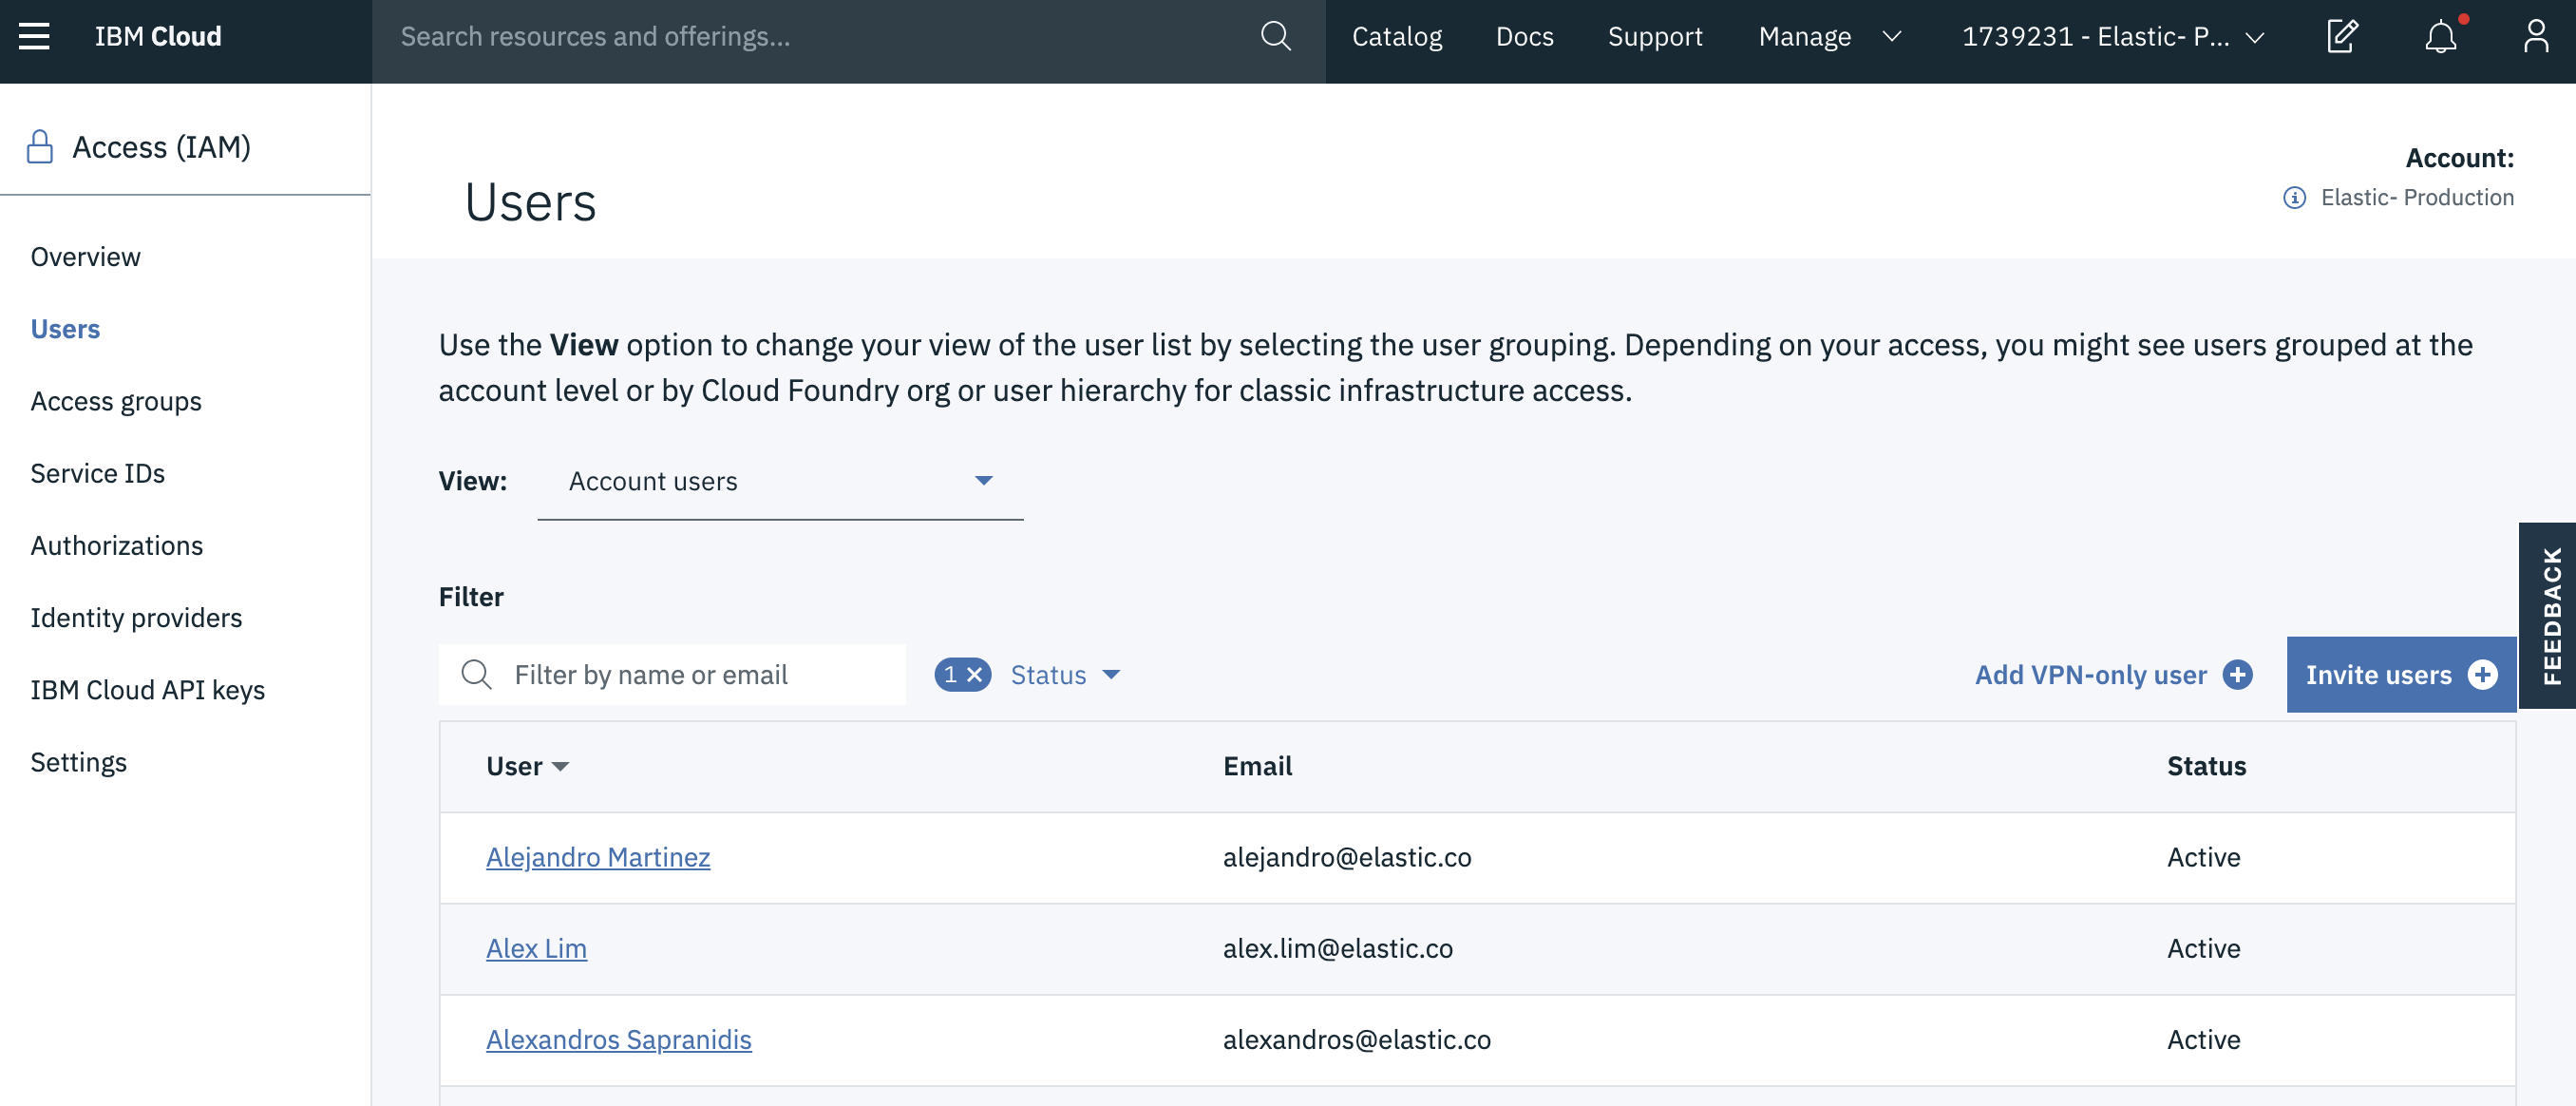 IBM Cloud
Search resources and offerings...
Catalog
Docs
Support
Manage
1739231 - Elastic- P...
Access (IAM)
Overview
Users
Access groups
Service IDs
Authorizations
Identity providers
IBM Cloud API keys
Settings
Users
Account:
Elastic- Production
Use the View option to change your view of the user list by selecting the user grouping. Depending on your access, you might see users grouped at the
account level or by Cloud Foundry org or user hierarchy for classic infrastructure access.
View: Account users
Filter
Filter by name or email
1 Status
Add VPN-only user
Invite users
FEEDBACK
User Email Status
Alejandro Martinez alejandro@elastic.co Active
Alex Lim alex.lim@elastic.co Active
Alexandros Sapranidis alexandros@elastic.co Active